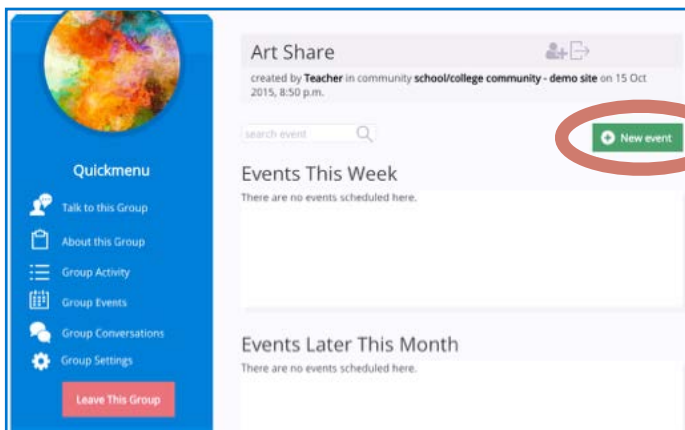 Art Share
created by Teacher in community school/college community - demo site on 15 Oct
2015, 8:50 p.m.
search event
New event
Quickmenu
Talk to this Group
About this Group
Group Activity
Group Events
Group Conversations
Group Settings
Leave This Group
Events This Week
There are no events scheduled here.
Events Later This Month
There are no events scheduled here.